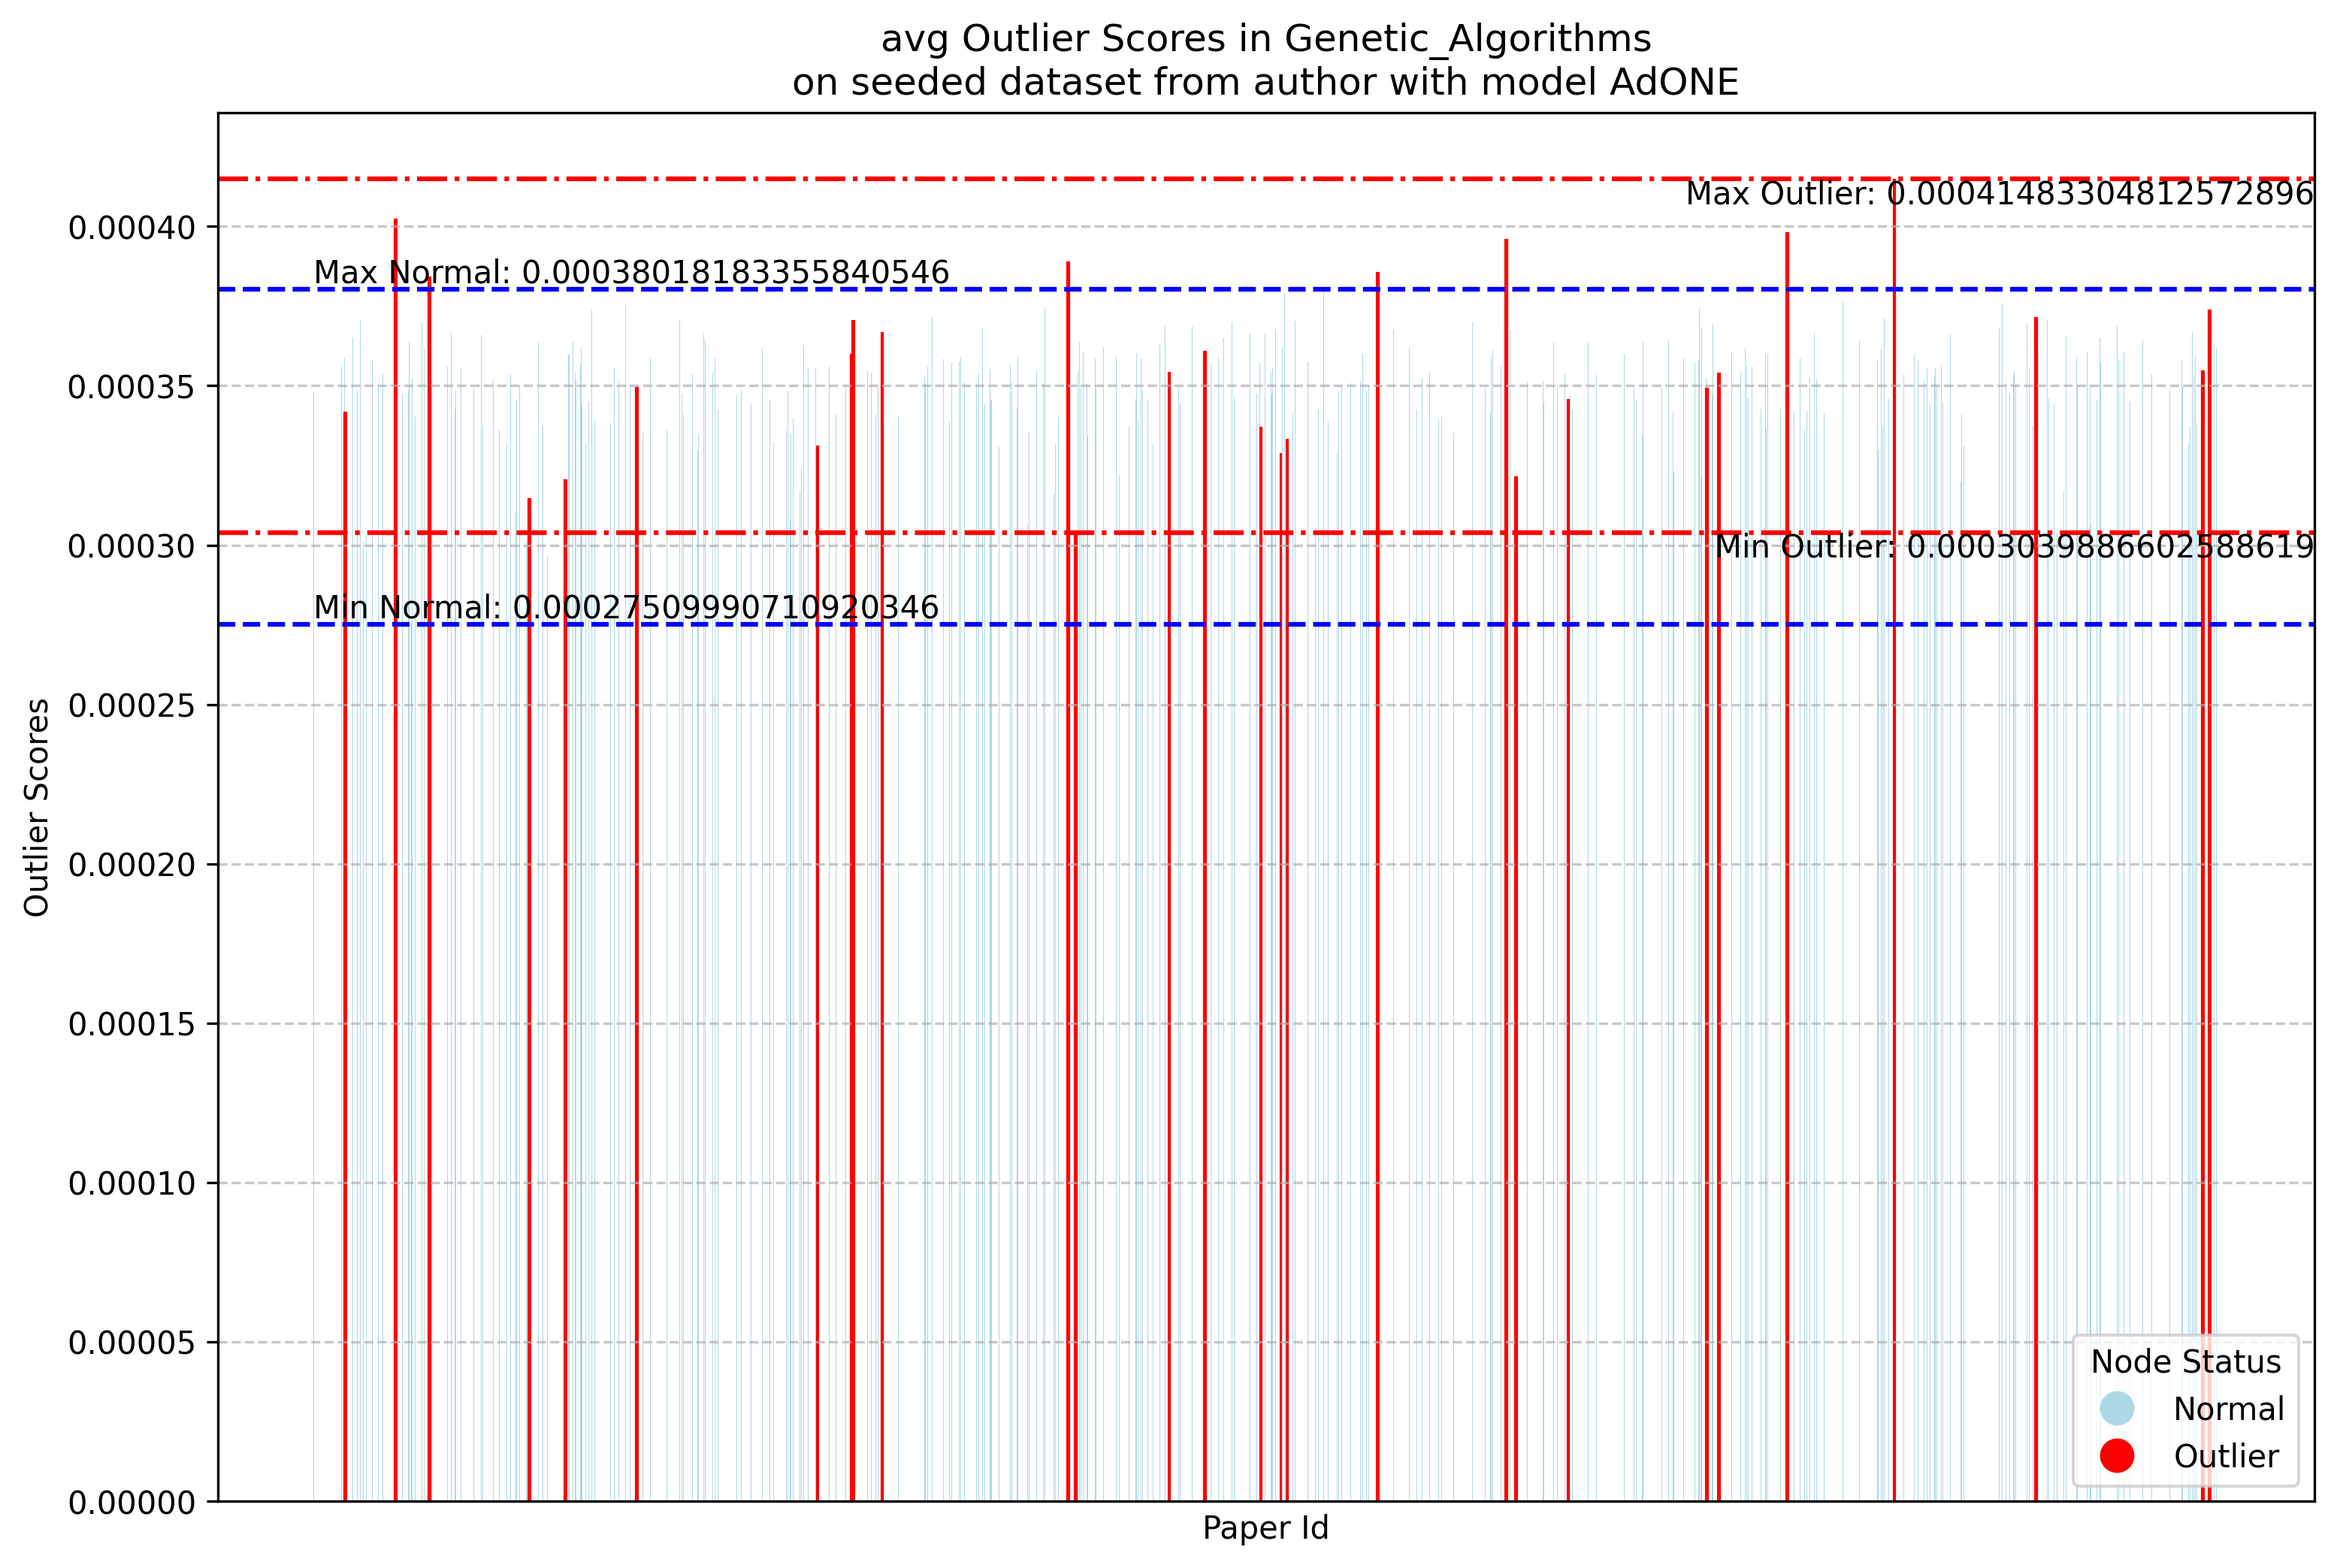 avg Outlier Scores in Genetic_Algorithms
on seeded dataset from author with model AdONE
Max Outlier: 0.00041483304812572896
0.00040
Max Normal: 0.00038018183355840546
0.00035
0.00030
Min Outlier: 0.0003039886602588619
Min Normal: 0.00027509990710920346
0.00025
Outlier Scores
0.00020
0.00015
0.00010
0.00005
Node Status
Normal
Outlier
0.00000
Paper Id